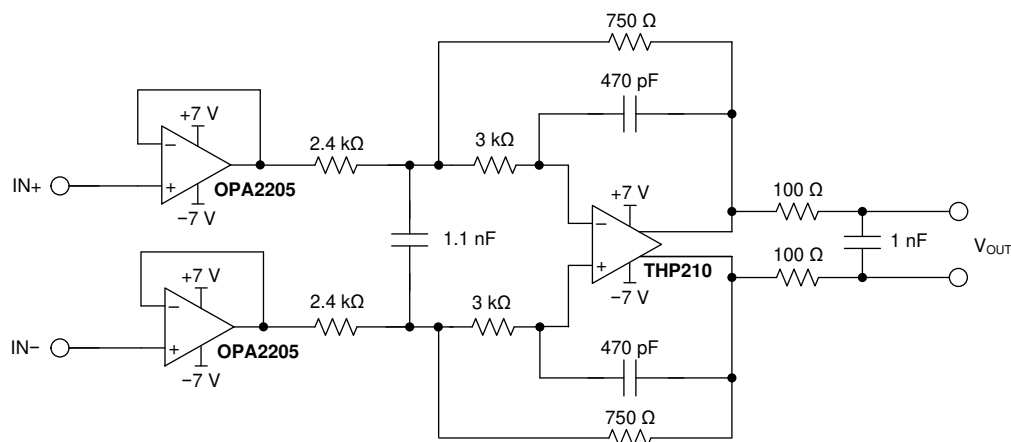 750 Ω
470 pF
+7 V
2.4 kΩ
3 kΩ
−
+
IN+
OPA2205
−7 V
+7 V
100 Ω
−
+
1.1 nF
1 nF
VOUT
THP210
−7 V
100 Ω
+7 V
2.4 kΩ
3 kΩ
−
+
IN−
OPA2205
−7 V
470 pF
750 Ω